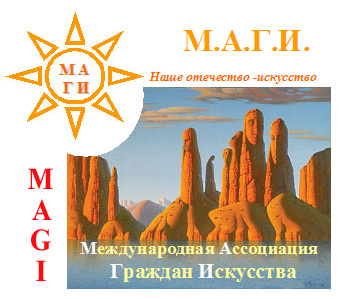 М.А.Г.И.
МА
ГИ
Наше отечество -искусство
M
A
G
I
Международная Ассоциация
Граждан Искусства